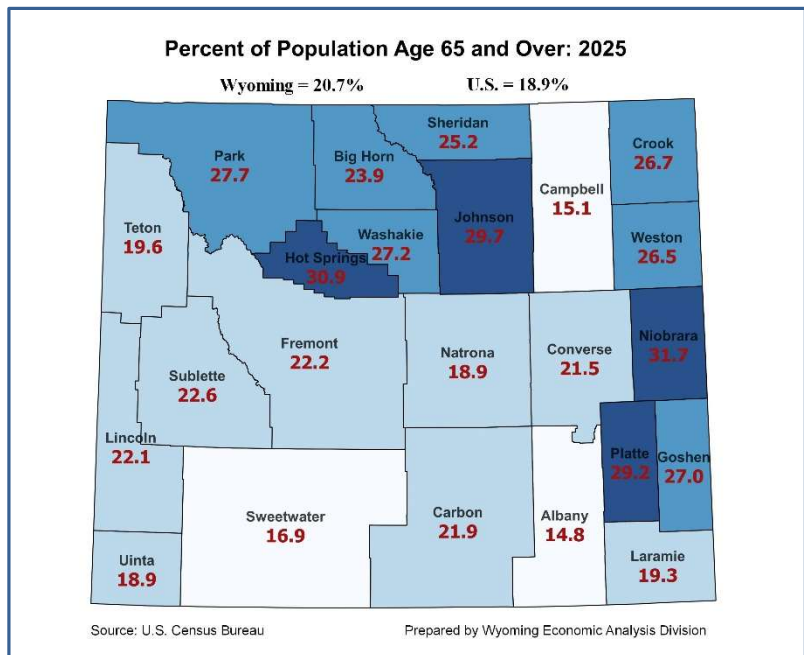 Percent of Population Age 65 and Over: 2025
Wyoming = 20.7% U.S. = 18.9%
Sheridan
25.2
Park
27.7
Big Horn
23.9
Crook
26.7
Campbell
15.1
Johnson
29.7
Teton
19.6
Washakie
27.2
Weston
26.5
Hot Springs
30.9
Fremont
22.2
Natrona
18.9
Converse
21.5
Niobrara
31.7
Sublette
22.6
Lincoln
22.1
Platte
29.2
Goshen
27.0
Sweetwater
16.9
Carbon
21.9
Albany
14.8
Uinta
18.9
Laramie
19.3
Source: U.S. Census Bureau Prepared by Wyoming Economic Analysis Division